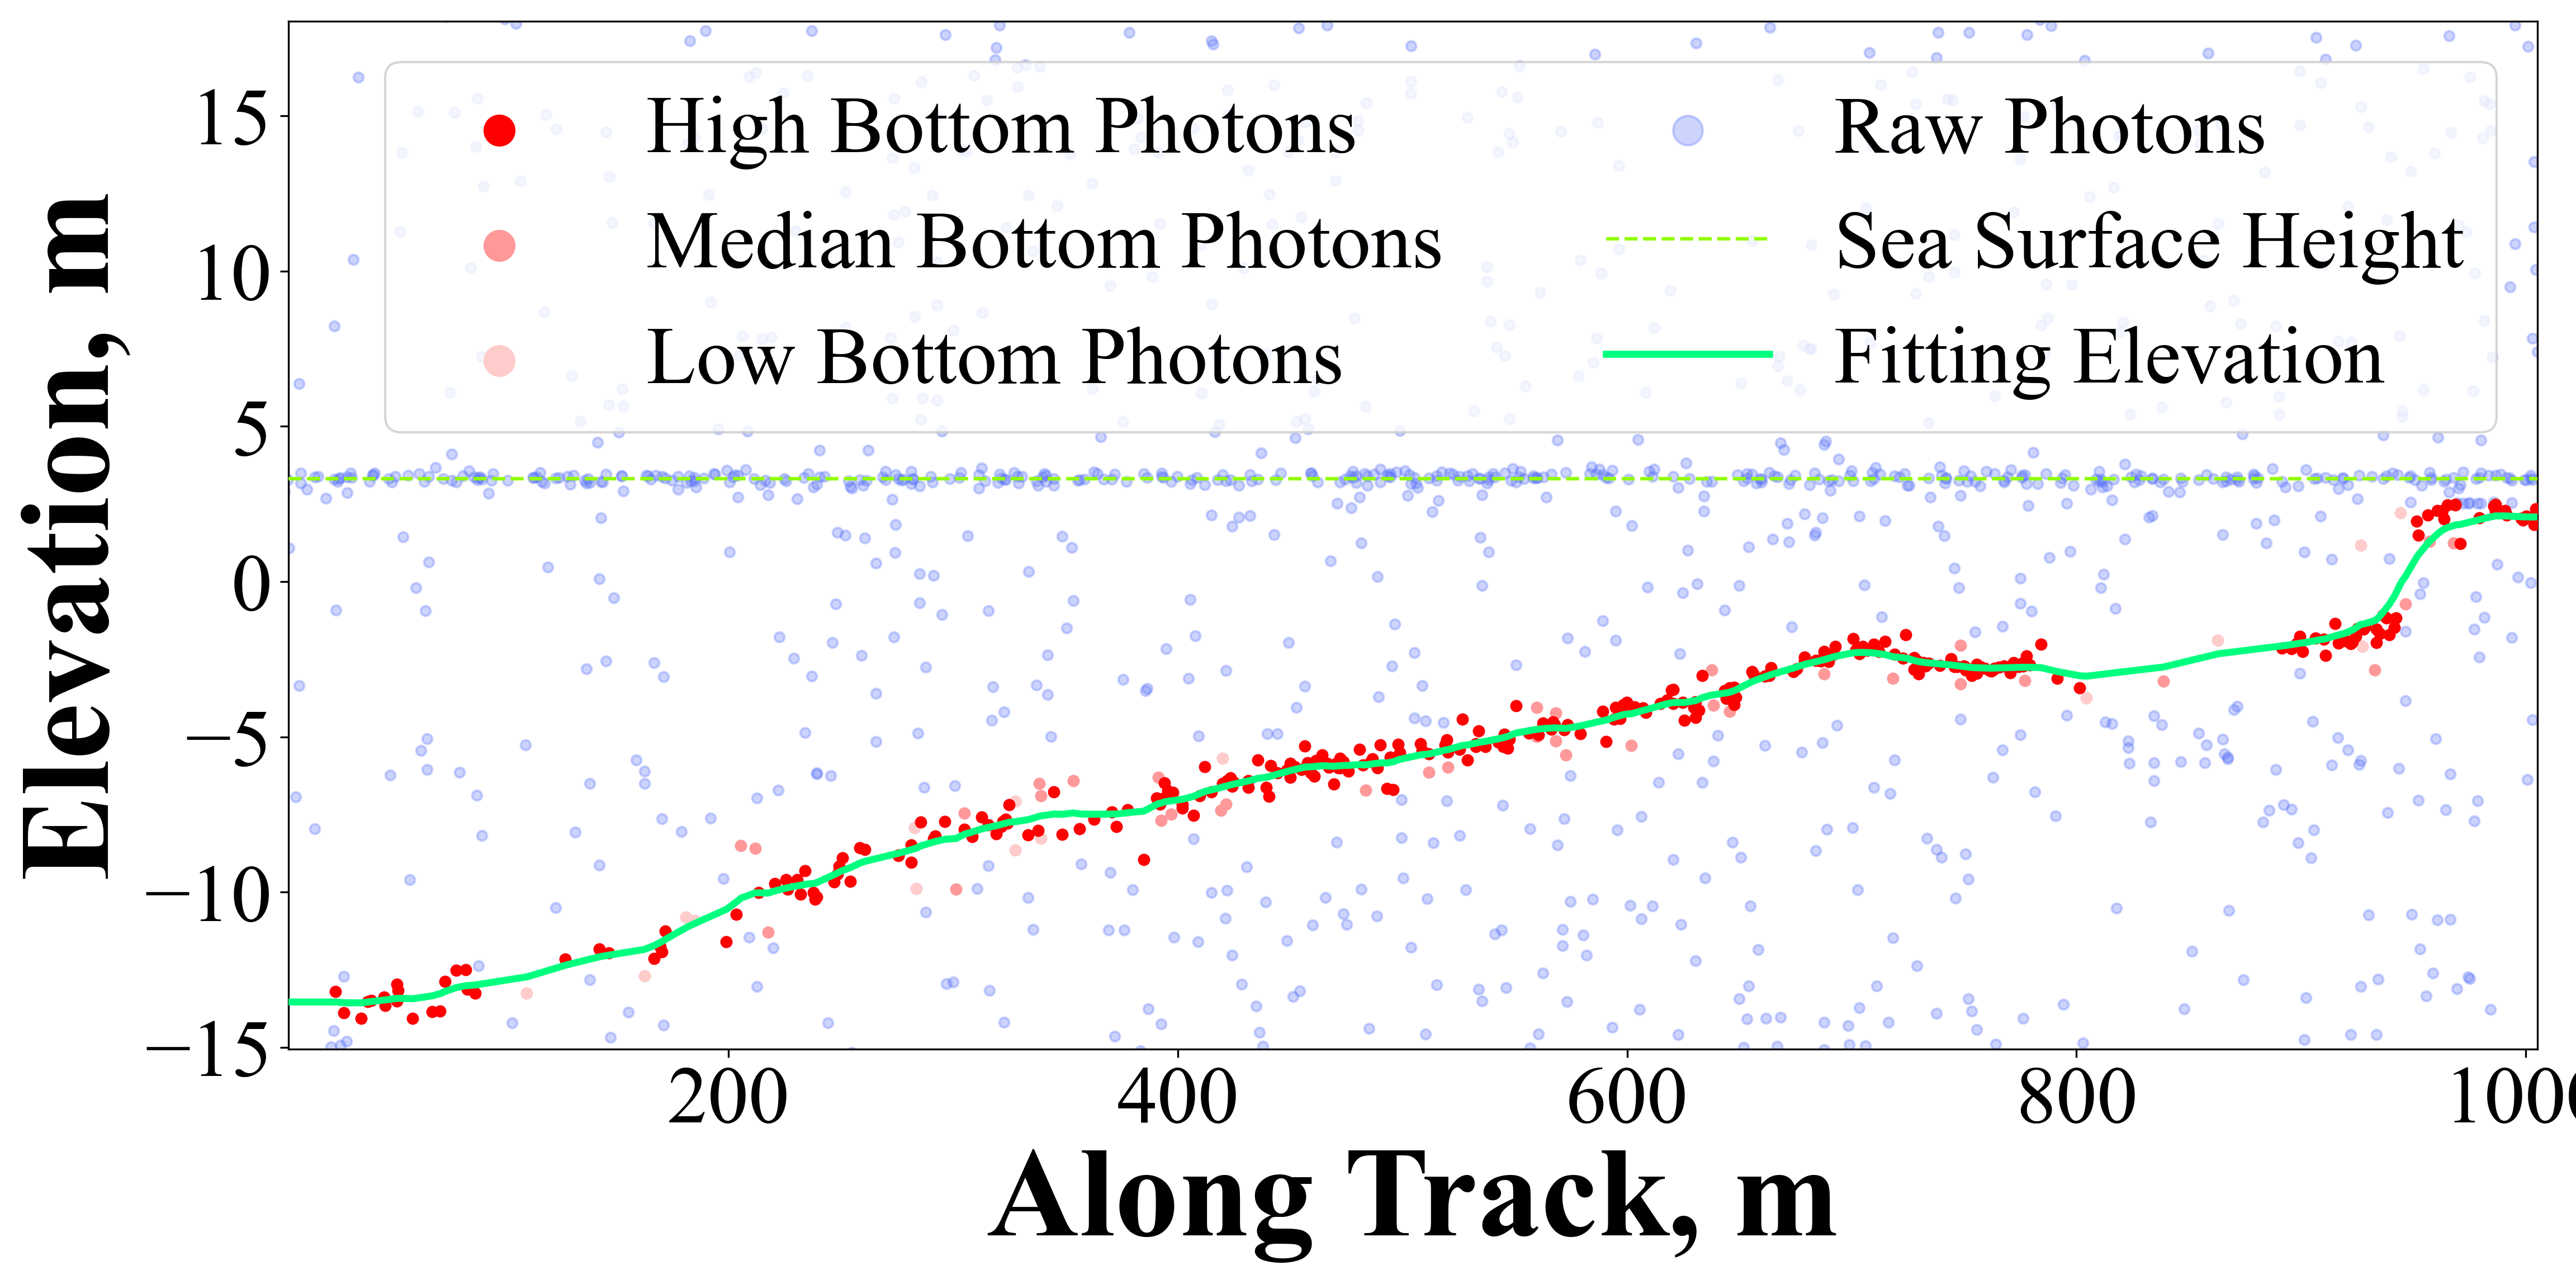 High Bottom Photons
Median Bottom Photons
Low Bottom Photons
Raw Photons
Sea Surface Height
Fitting Elevation
Elevation, m
15
10
5
0
−5
−10
−15
200
400
600
800
1000
Along Track, m